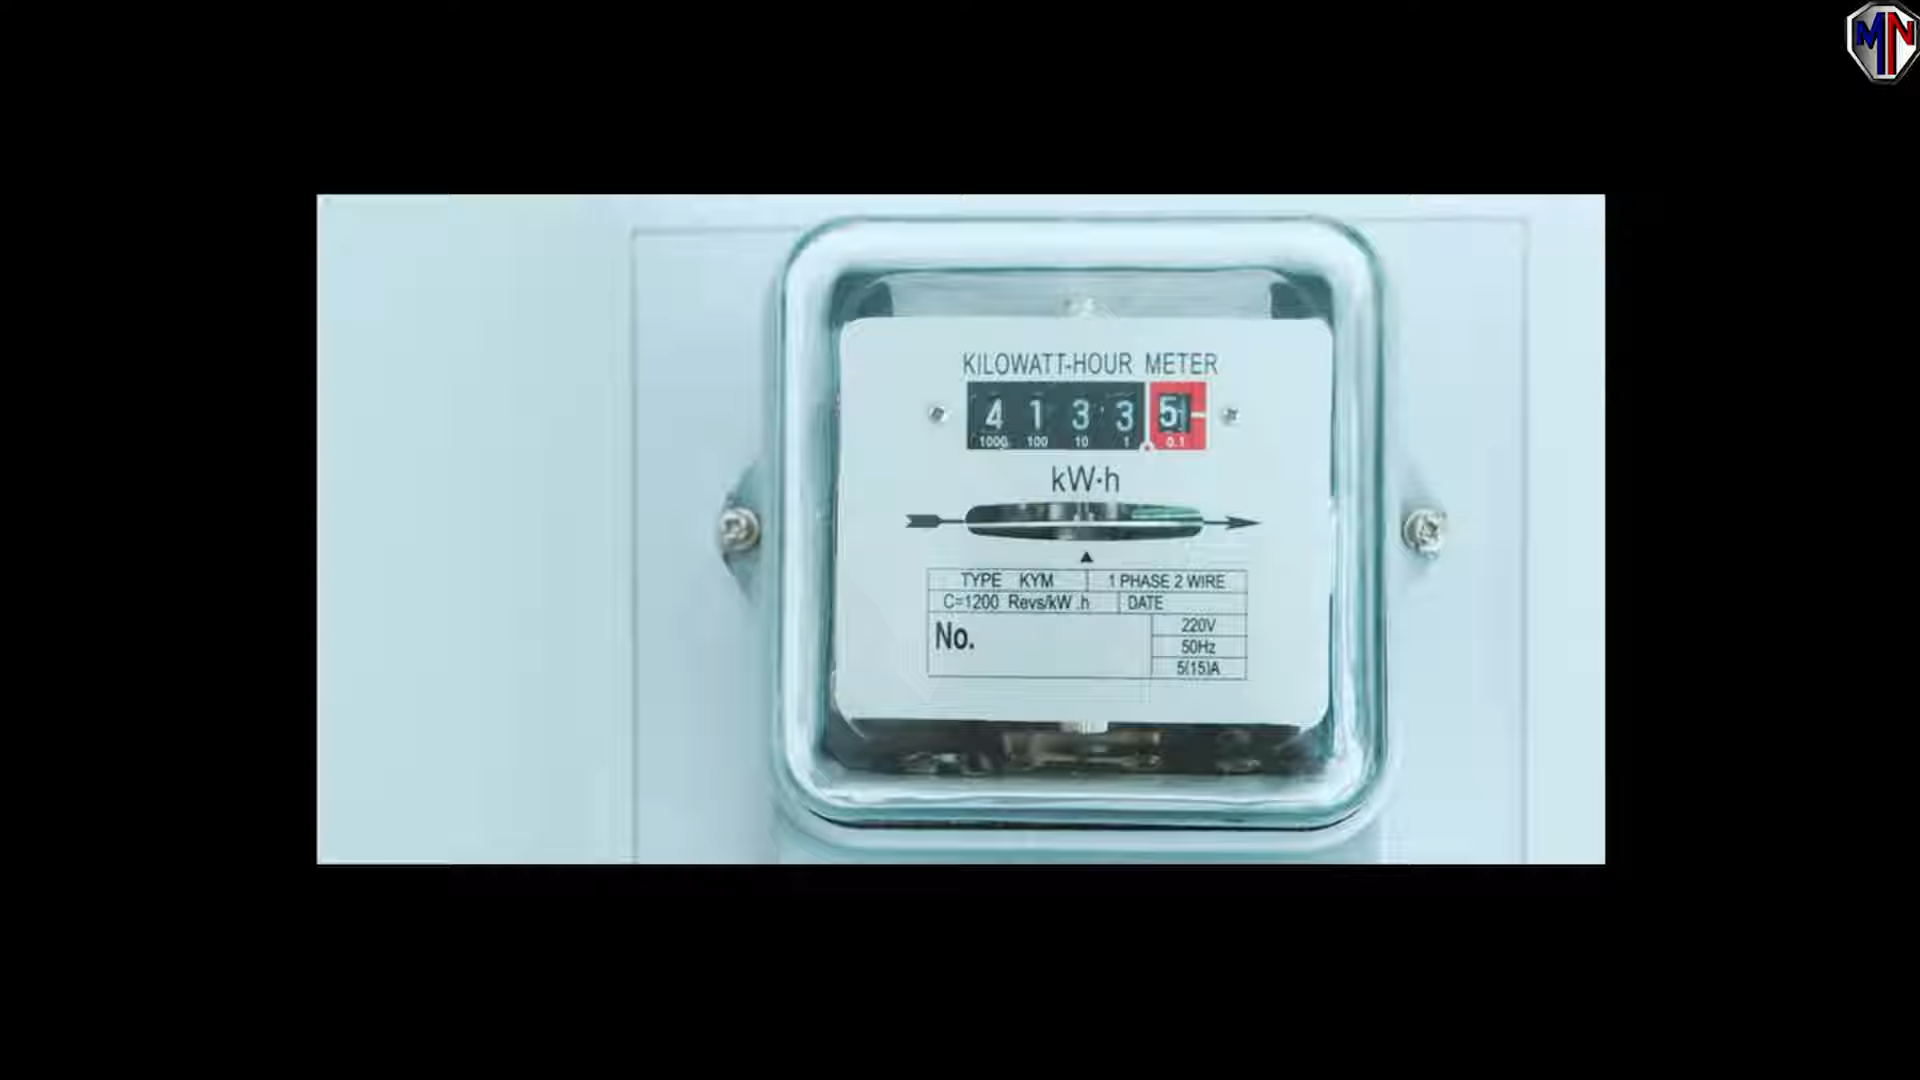 MN
KILOWATT-HOUR METER
4 1 3 3 5
1000 100 10 1 0.1
kW·h
TYPE KYM 1 PHASE 2 WIRE
C=1200 Revs/kW.h DATE
No.
220V
50Hz
5(15)A